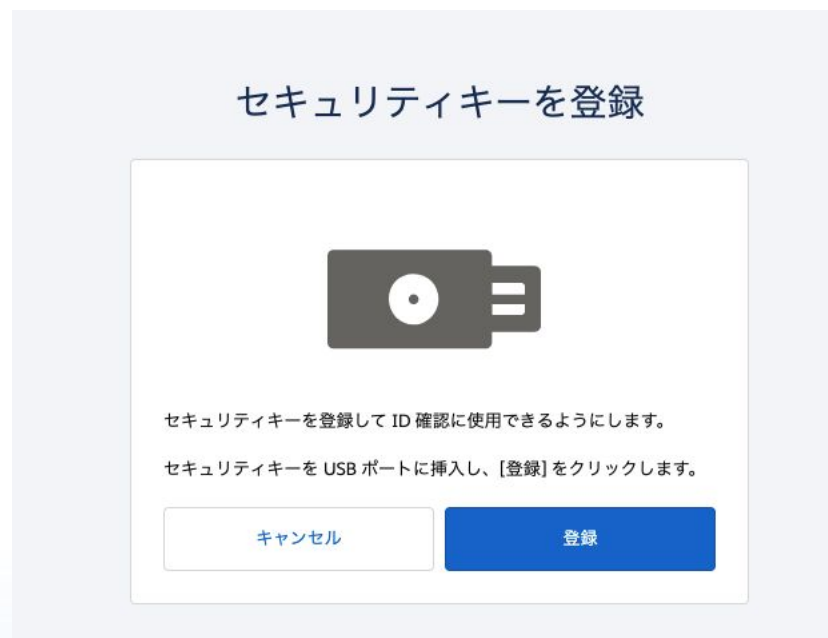 セキュリティキーを登録
セキュリティキーを登録して ID 確認に使用できるようにします。
セキュリティキーを USB ポートに挿入し、[登録] をクリックします。
キャンセル
登録